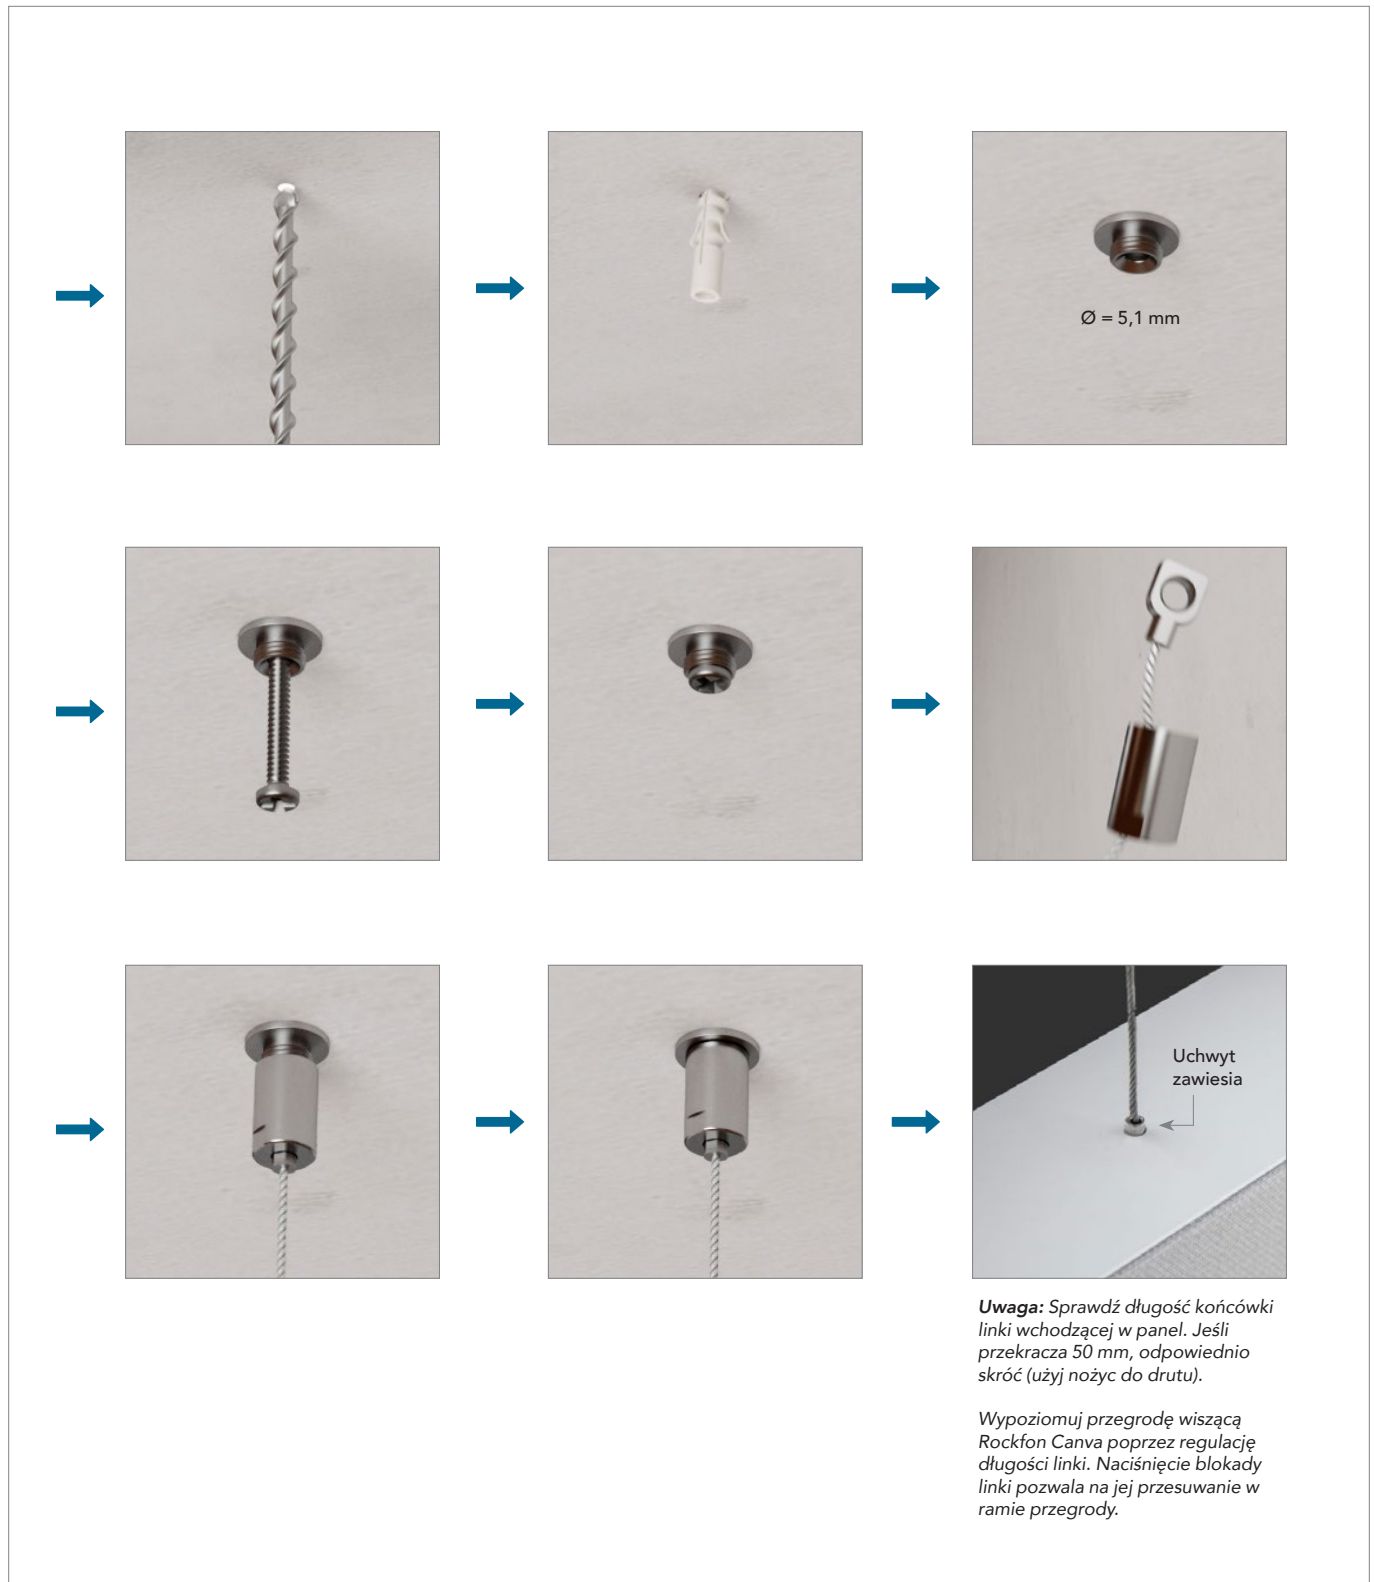 Ø = 5,1 mm
Uchwyt
zawiesia
Uwaga: Sprawdź długość końcówki
linki wchodzącej w panel. Jeśli
przekracza 50 mm, odpowiednio
skróć (użyj nożyc do drutu).
Wypoziomuj przegrodę wiszącą
Rockfon Canva poprzez regulację
długości linki. Naciśnięcie blokady
linki pozwala na jej przesuwanie w
ramie przegrody.